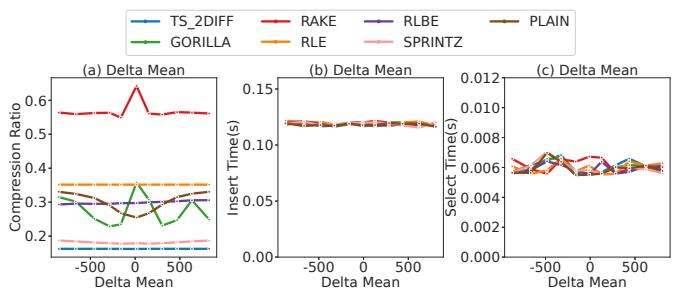 TS_2DIFF RAKE RLBE PLAIN
GORILLA RLE SPRINTZ
(a) Delta Mean (b) Delta Mean (c) Delta Mean
Compression Ratio
0.6
0.5
0.4
0.3
0.2
-500 0 500
Delta Mean
Insert Time(s)
0.15
0.10
0.05
0.00
-500 0 500
Delta Mean
Select Time(s)
0.012
0.010
0.008
0.006
0.004
0.002
0.000
-500 0 500
Delta Mean